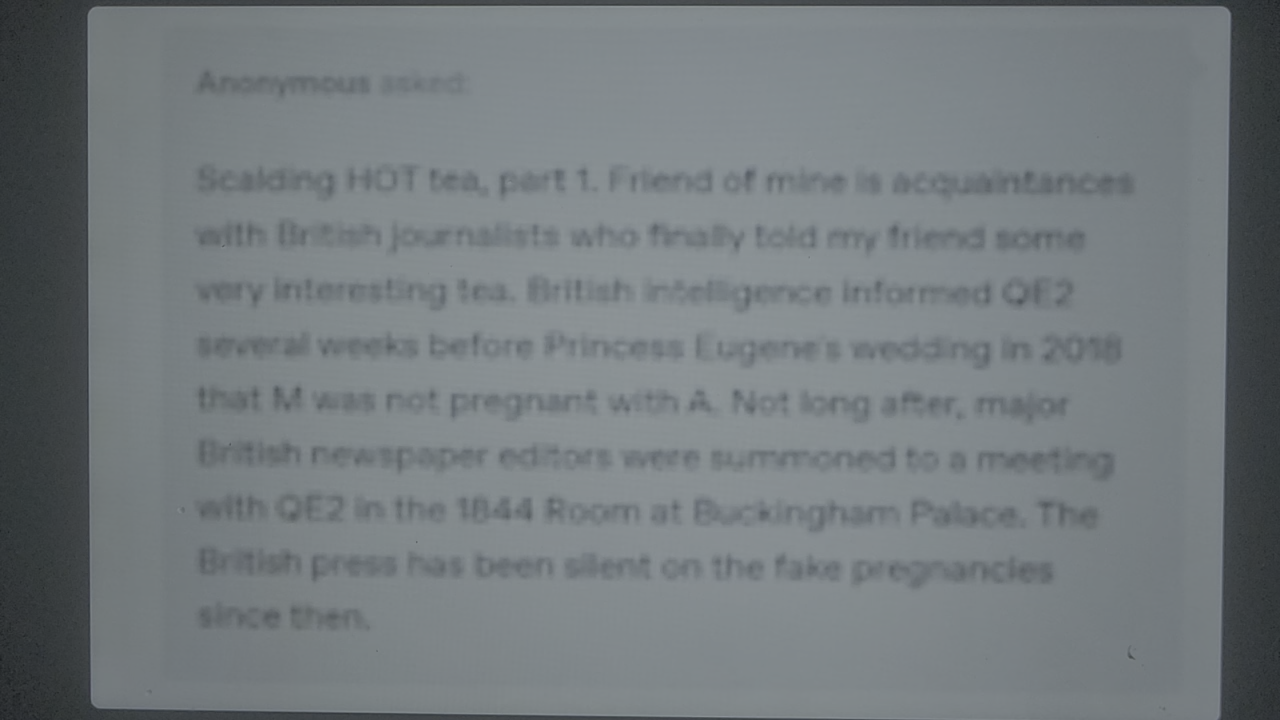 Anonymous asked:
Scalding HOT tea, part 1. Friend of mine is acquaintances
with British journalists who finally told my friend some
very interesting tea. British intelligence informed QE2
several weeks before Princess Eugene's wedding in 2018
that M was not pregnant with A. Not long after, major
British newspaper editors were summoned to a meeting
with QE2 in the 1844 Room at Buckingham Palace. The
British press has been silent on the fake pregnancies
since then.